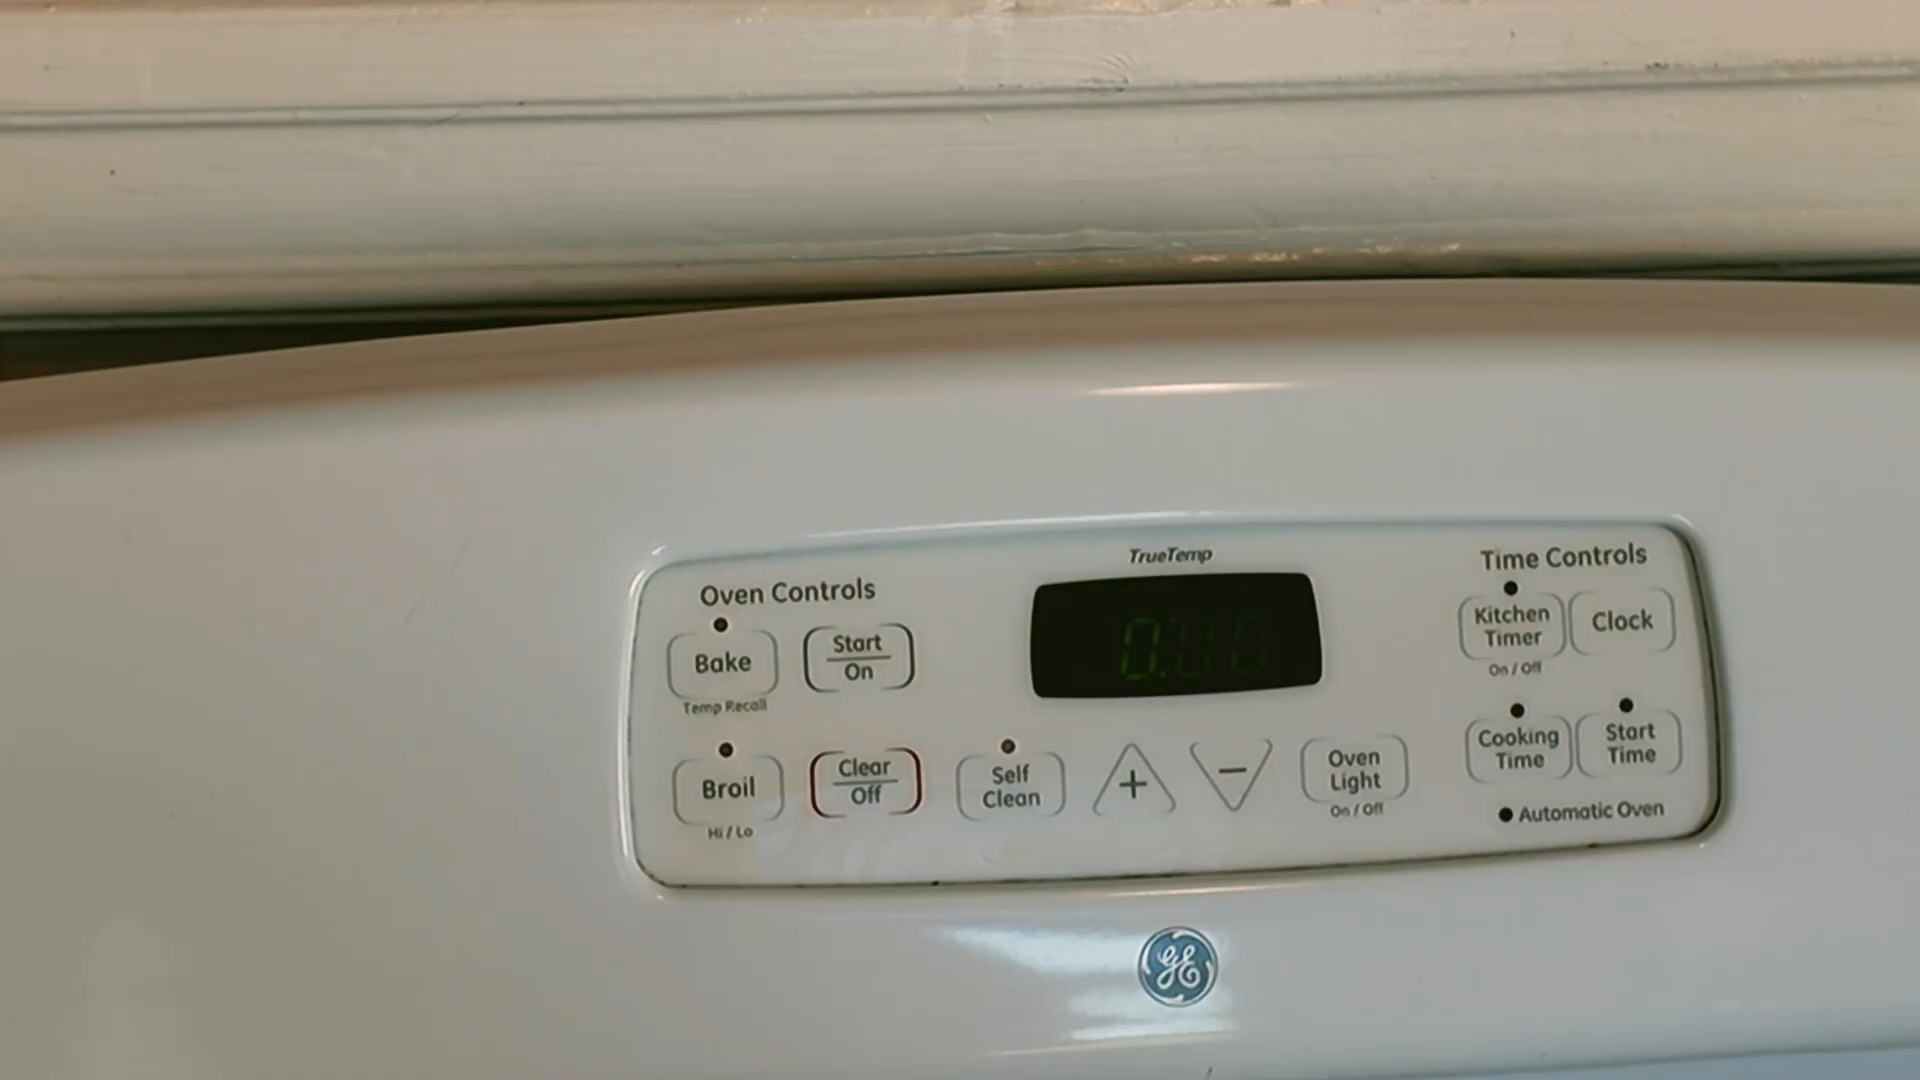 TrueTemp
Oven Controls
Bake
Temp Recall
Start
On
Broil
Hi / Lo
Clear
Off
Self
Clean
+
−
Oven
Light
On / Off
Time Controls
Kitchen
Timer
On / Off
Clock
Cooking
Time
Start
Time
Automatic Oven
GE